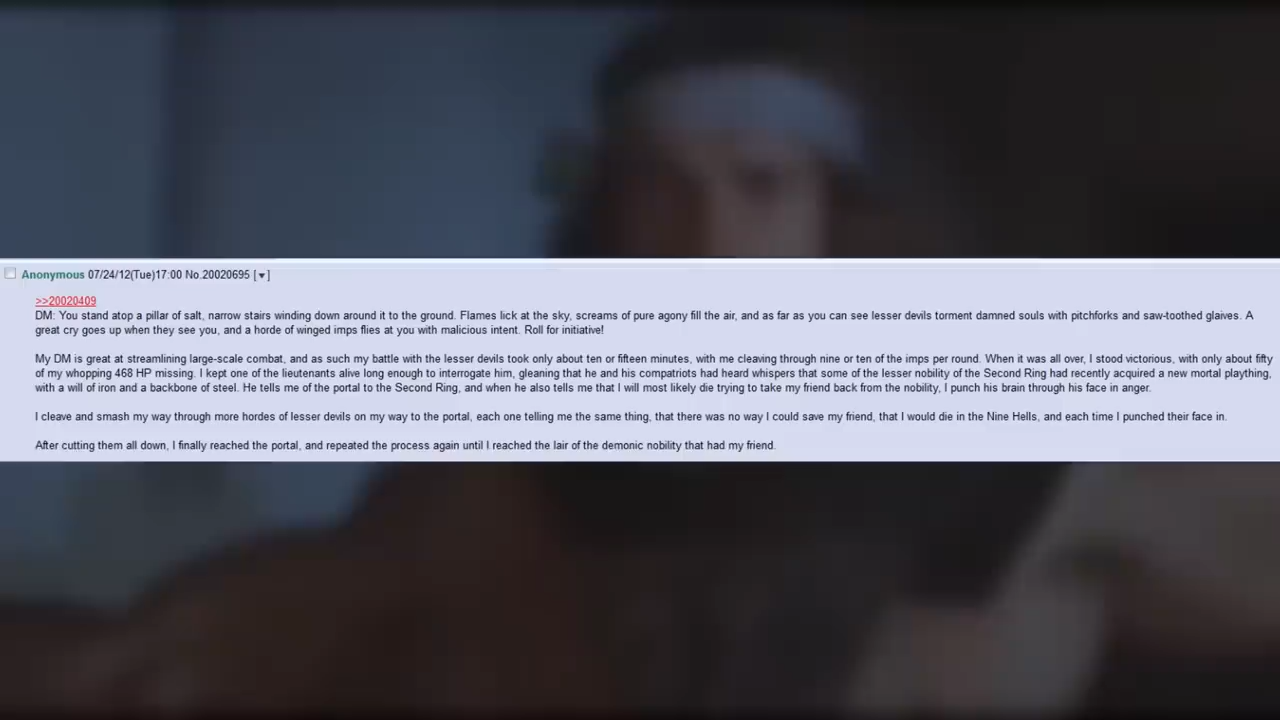 Anonymous 07/24/12(Tue)17:00 No.20020695 [▼]
>>20020409
DM: You stand atop a pillar of salt, narrow stairs winding down around it to the ground. Flames lick at the sky, screams of pure agony fill the air, and as far as you can see lesser devils torment damned souls with pitchforks and saw-toothed glaives. A
great cry goes up when they see you, and a horde of winged imps flies at you with malicious intent. Roll for initiative!
My DM is great at streamlining large-scale combat, and as such my battle with the lesser devils took only about ten or fifteen minutes, with me cleaving through nine or ten of the imps per round. When it was all over, I stood victorious, with only about fifty
of my whopping 468 HP missing. I kept one of the lieutenants alive long enough to interrogate him, gleaning that he and his compatriots had heard whispers that some of the lesser nobility of the Second Ring had recently acquired a new mortal plaything,
with a will of iron and a backbone of steel. He tells me of the portal to the Second Ring, and when he also tells me that I will most likely die trying to take my friend back from the nobility, I punch his brain through his face in anger.
I cleave and smash my way through more hordes of lesser devils on my way to the portal, each one telling me the same thing, that there was no way I could save my friend, that I would die in the Nine Hells, and each time I punched their face in.
After cutting them all down, I finally reached the portal, and repeated the process again until I reached the lair of the demonic nobility that had my friend.